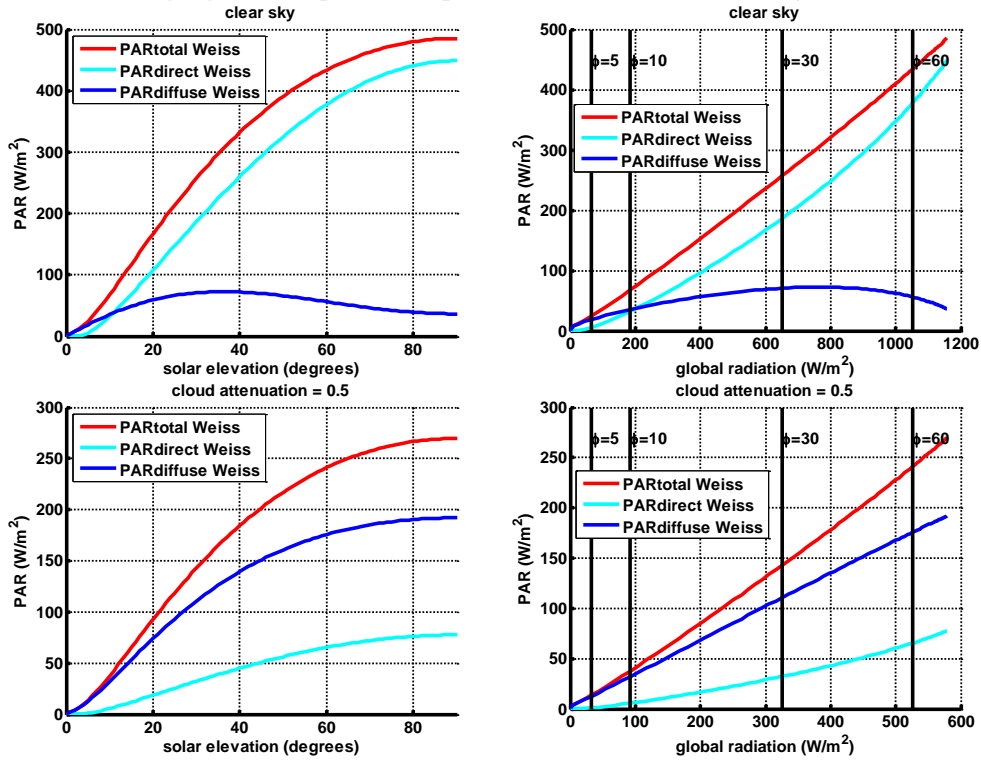 clear sky
500
400
300
200
100
0
PAR (W/m²)
PARtotal Weiss
PARdirect Weiss
PARdiffuse Weiss
0 20 40 60 80
solar elevation (degrees)
clear sky
500
400
300
200
100
0
PAR (W/m²)
ϕ=5 ϕ=10 ϕ=30 ϕ=60
PARtotal Weiss
PARdirect Weiss
PARdiffuse Weiss
0 200 400 600 800 1000 1200
global radiation (W/m²)
cloud attenuation = 0.5
300
250
200
150
100
50
0
PAR (W/m²)
PARtotal Weiss
PARdirect Weiss
PARdiffuse Weiss
0 20 40 60 80
solar elevation (degrees)
cloud attenuation = 0.5
300
250
200
150
100
50
0
PAR (W/m²)
ϕ=5 ϕ=10 ϕ=30 ϕ=60
PARtotal Weiss
PARdirect Weiss
PARdiffuse Weiss
0 100 200 300 400 500 600
global radiation (W/m²)